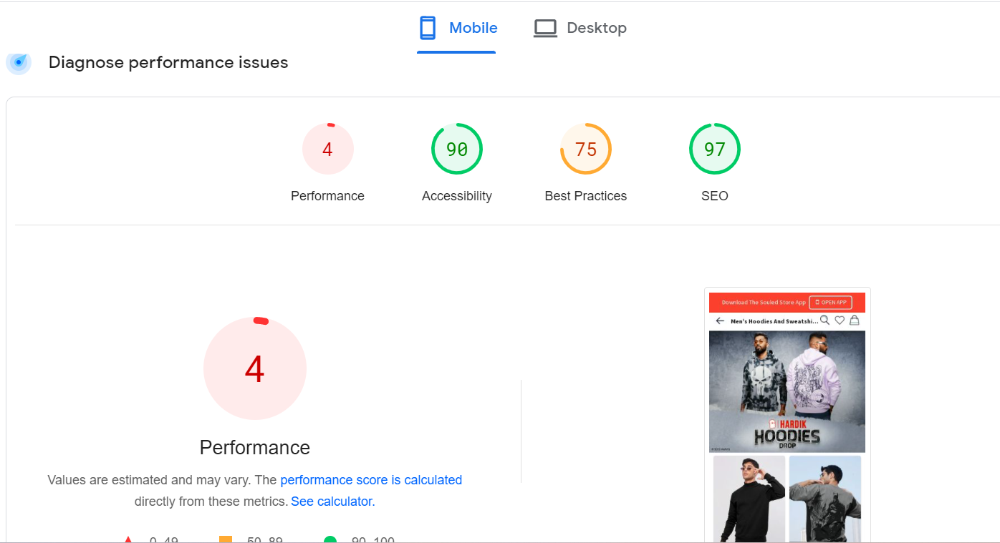 Mobile
Desktop
Diagnose performance issues
4
90
75
97
Performance
Accessibility
Best Practices
SEO
4
Performance
Values are estimated and may vary. The performance score is calculated
directly from these metrics. See calculator.
0–49
50–89
90–100
Download The Souled Store App
OPEN APP
Men's Hoodies And Sweatshi...
HARDIK
HOODIES
DROP